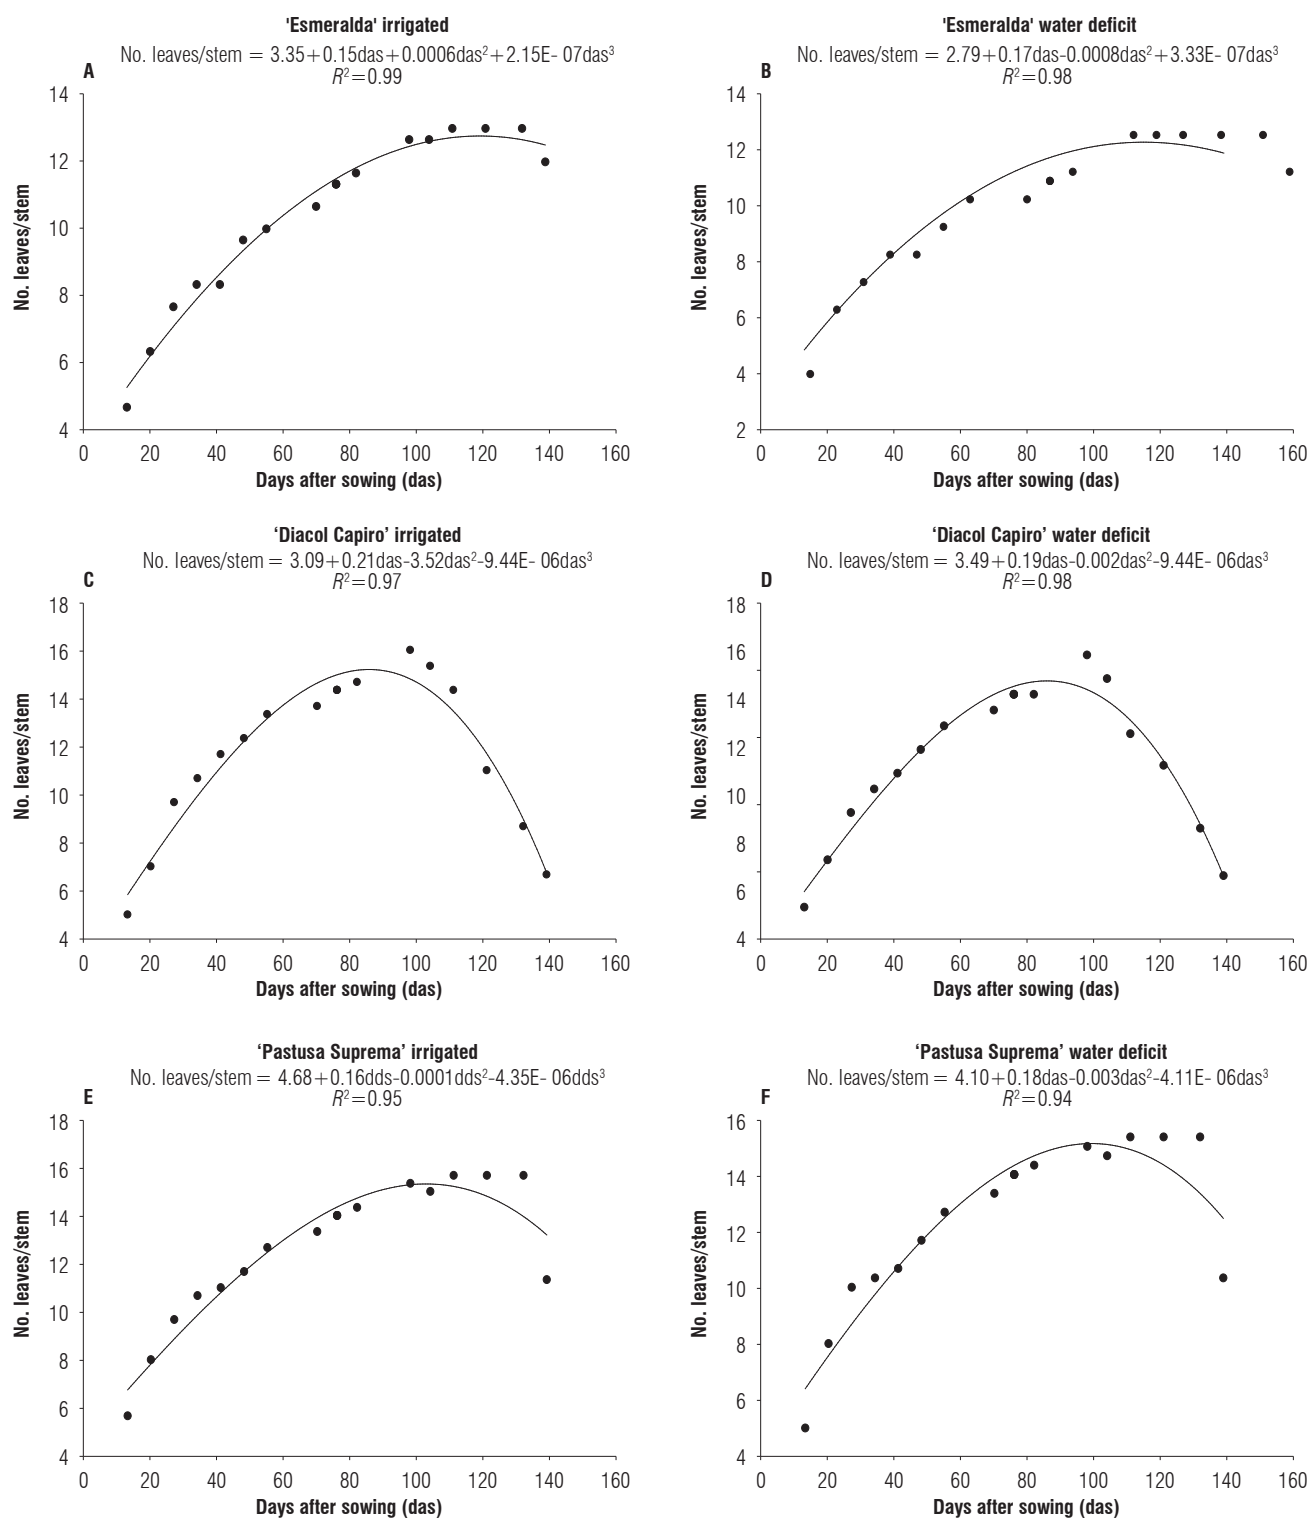 'Esmeralda' irrigated
No. leaves/stem = 3.35+0.15das+0.0006das²+2.15E- 07das³
R²=0.99
A
14
12
10
8
6
4
No. leaves/stem
0 20 40 60 80 100 120 140 160
Days after sowing (das)
'Esmeralda' water deficit
No. leaves/stem = 2.79+0.17das-0.0008das²+3.33E- 07das³
R²=0.98
B
14
12
10
8
6
4
2
No. leaves/stem
0 20 40 60 80 100 120 140 160
Days after sowing (das)
‘Diacol Capiro’ irrigated
No. leaves/stem = 3.09+0.21das-3.52das²-9.44E- 06das³
R²=0.97
C
18
16
14
12
10
8
6
4
No. leaves/stem
0 20 40 60 80 100 120 140 160
Days after sowing (das)
‘Diacol Capiro’ water deficit
No. leaves/stem = 3.49+0.19das-0.002das²-9.44E- 06das³
R²=0.98
D
18
16
14
12
10
8
6
4
No. leaves/stem
0 20 40 60 80 100 120 140 160
Days after sowing (das)
‘Pastusa Suprema’ irrigated
No. leaves/stem = 4.68+0.16dds-0.0001dds²-4.35E- 06dds³
R²=0.95
E
18
16
14
12
10
8
6
4
No. leaves/stem
0 20 40 60 80 100 120 140 160
Days after sowing (das)
‘Pastusa Suprema’ water deficit
No. leaves/stem = 4.10+0.18das-0.003das²-4.11E- 06das³
R²=0.94
F
16
14
12
10
8
6
4
No. leaves/stem
0 20 40 60 80 100 120 140 160
Days after sowing (das)